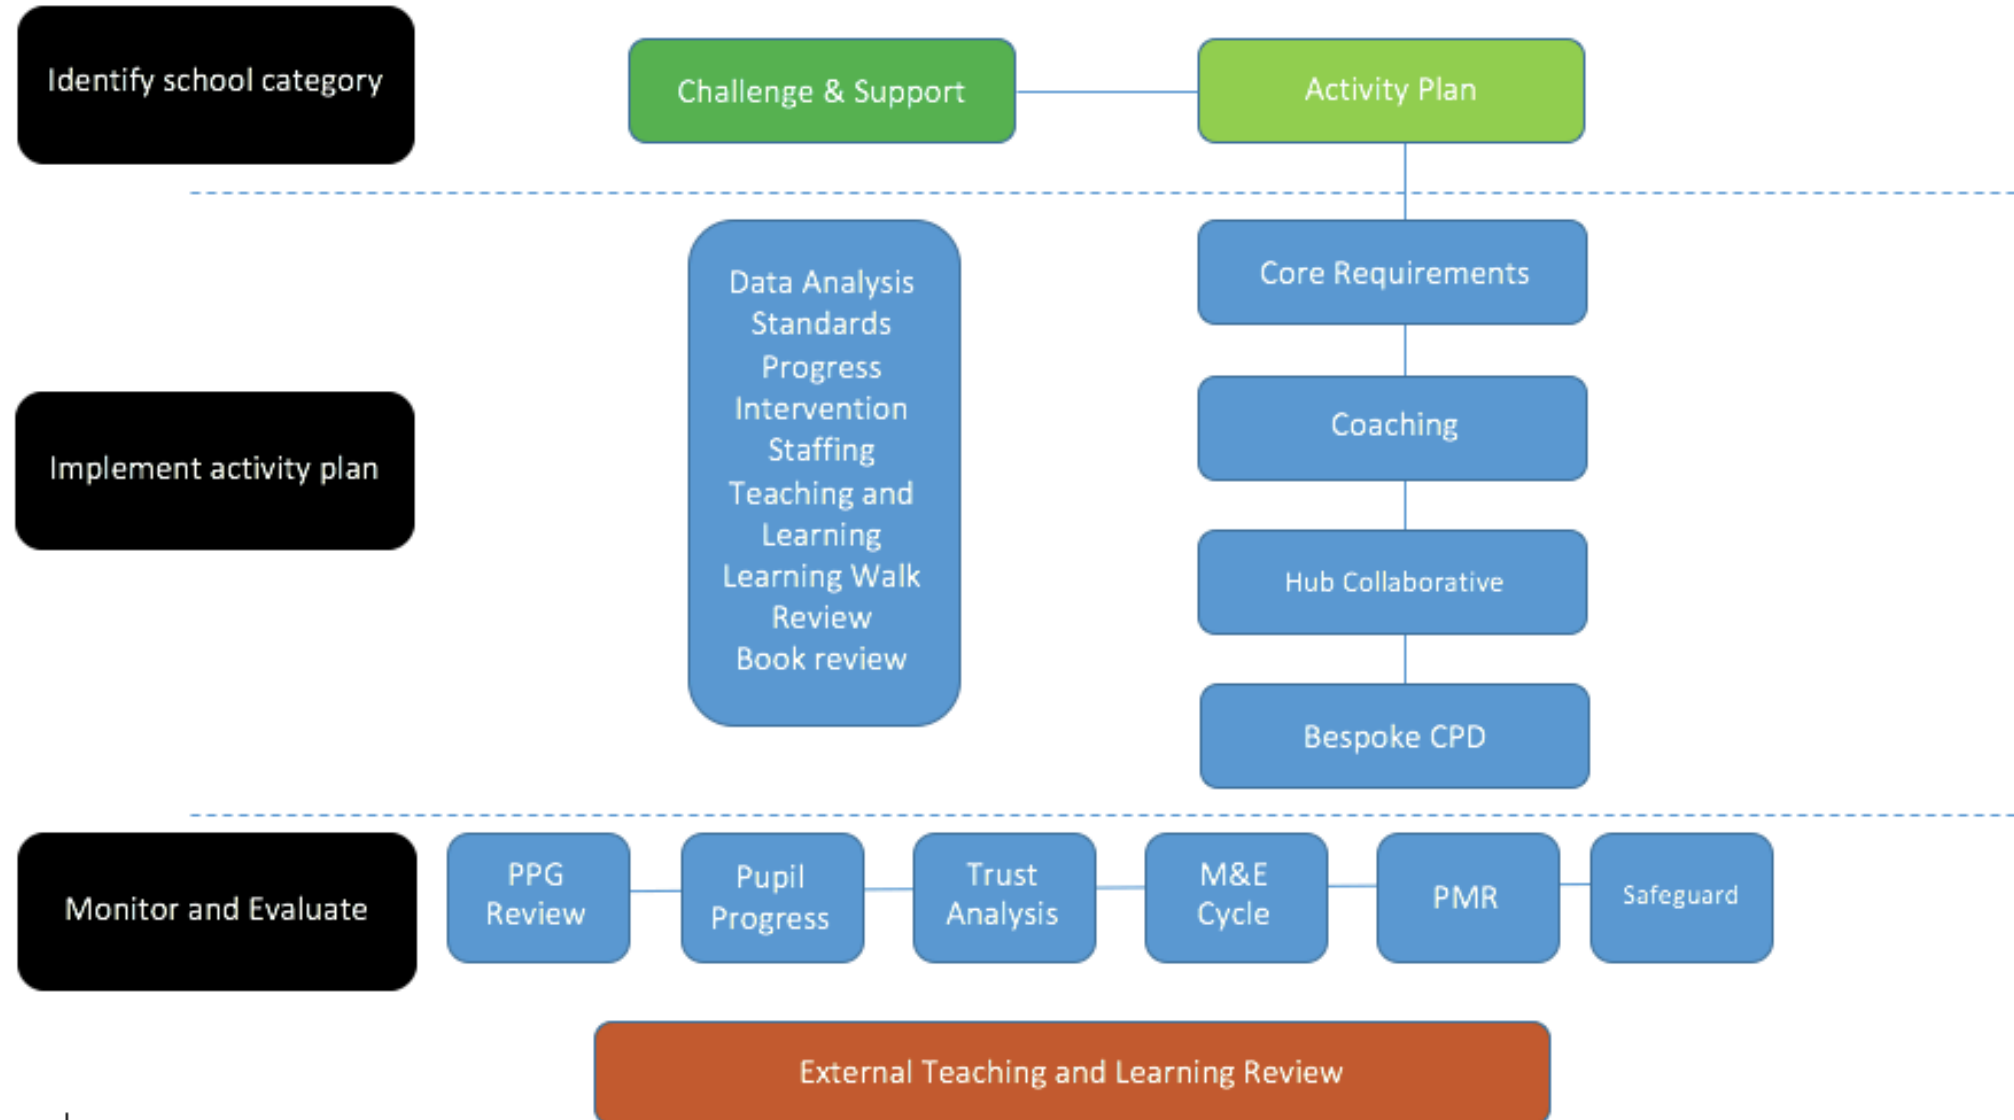 Identify school category
Challenge & Support
Activity Plan
Implement activity plan
Data Analysis
Standards
Progress
Intervention
Staffing
Teaching and
Learning
Learning Walk
Review
Book review
Core Requirements
Coaching
Hub Collaborative
Bespoke CPD
Monitor and Evaluate
PPG
Review
Pupil
Progress
Trust
Analysis
M&E
Cycle
PMR
Safeguard
External Teaching and Learning Review